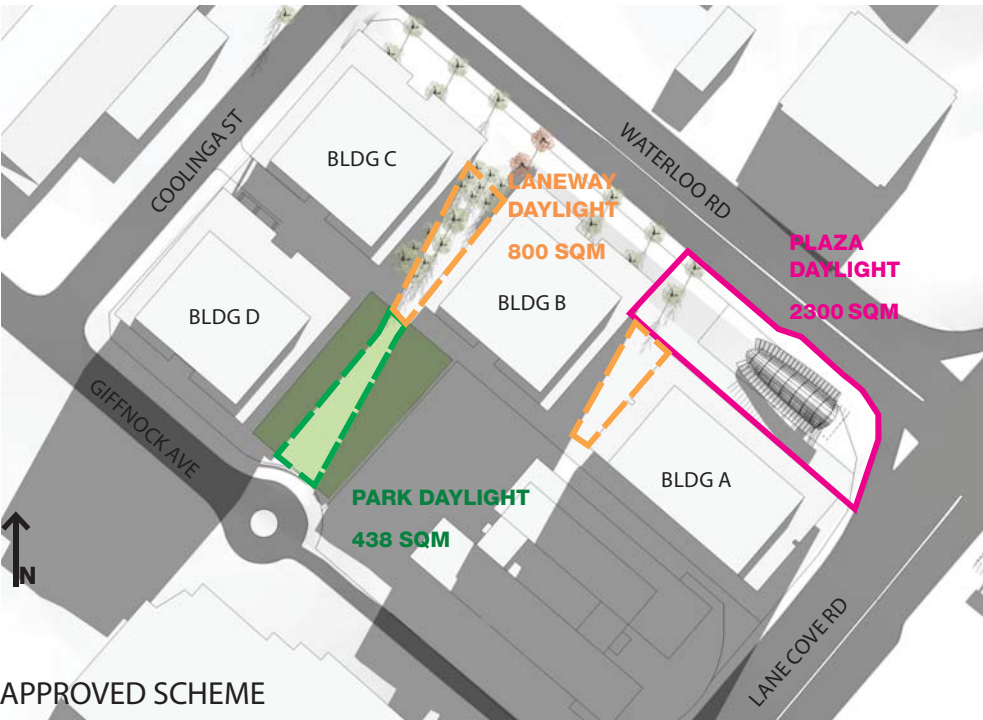 COOLINGA ST
WATERLOO RD
BLDG C
LANEWAY
DAYLIGHT
800 SQM
PLAZA
DAYLIGHT
2300 SQM
BLDG D
BLDG B
GIFFNOCK AVE
BLDG A
PARK DAYLIGHT
438 SQM
N
LANE COVE RD
APPROVED SCHEME